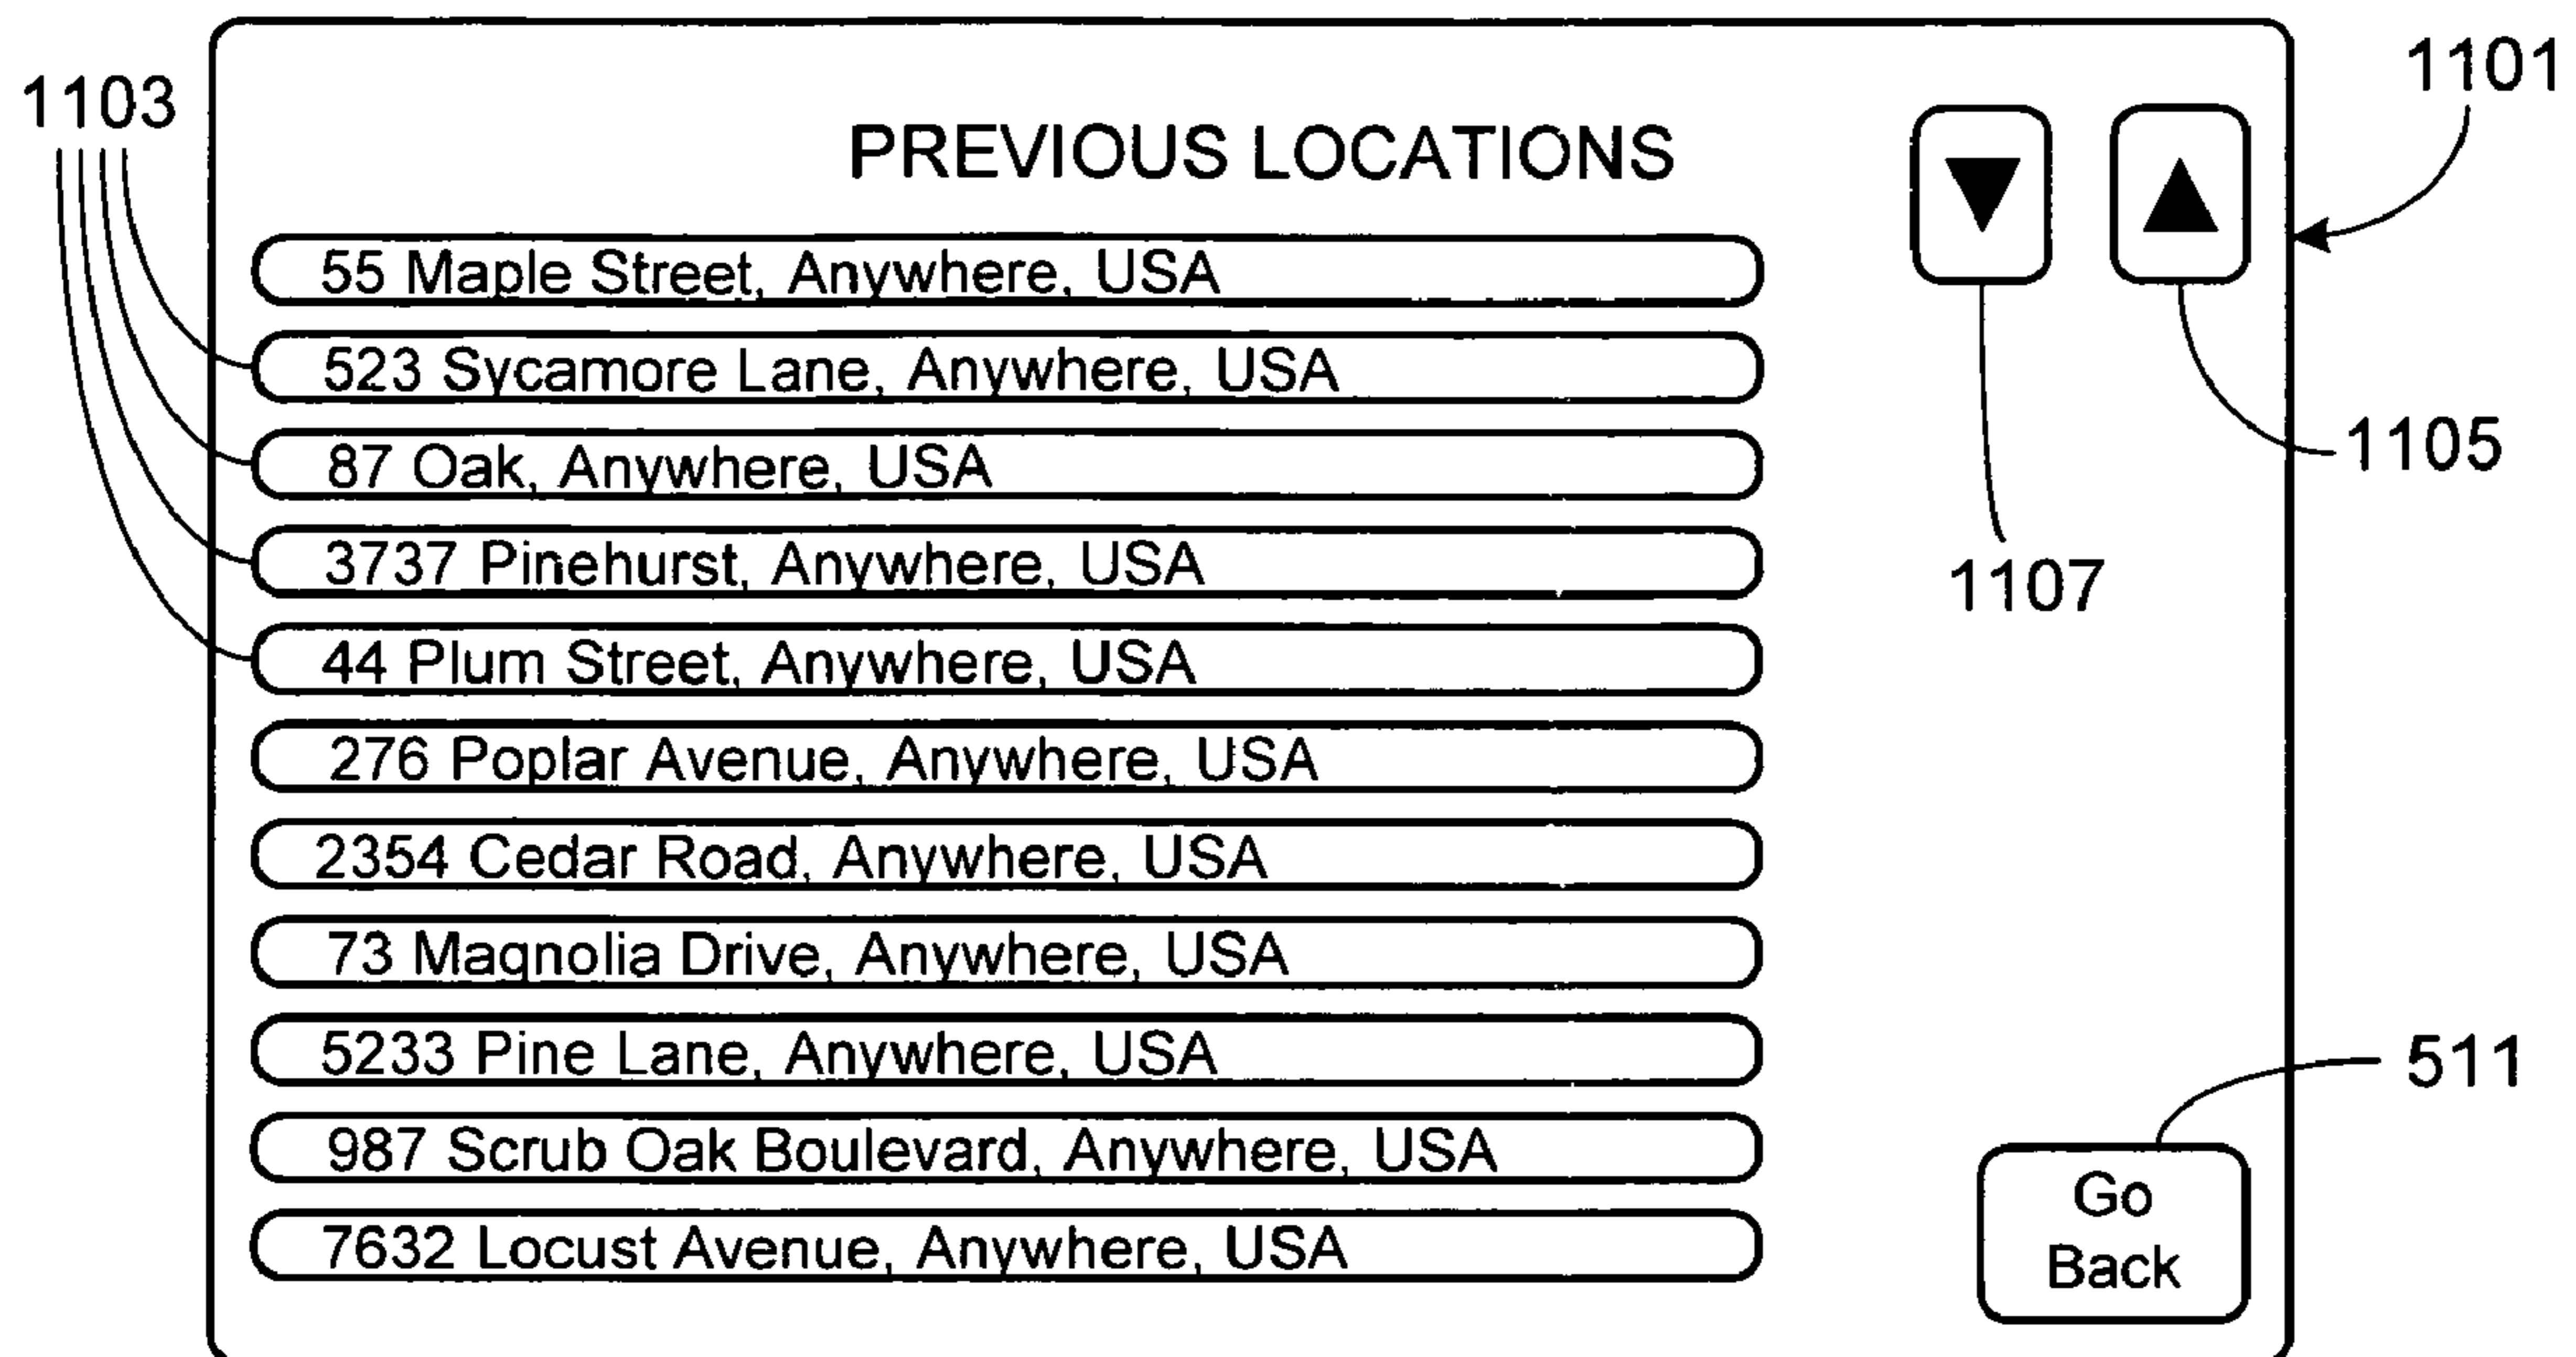 1101
1103
PREVIOUS LOCATIONS
55 Maple Street, Anywhere, USA
523 Sycamore Lane, Anywhere, USA
87 Oak, Anywhere, USA
1105
3737 Pinehurst, Anywhere, USA
1107
44 Plum Street, Anywhere, USA
276 Poplar Avenue, Anywhere, USA
2354 Cedar Road, Anywhere, USA
73 Magnolia Drive, Anywhere, USA
5233 Pine Lane, Anywhere, USA
511
987 Scrub Oak Boulevard, Anywhere, USA
7632 Locust Avenue, Anywhere, USA
Go
Back